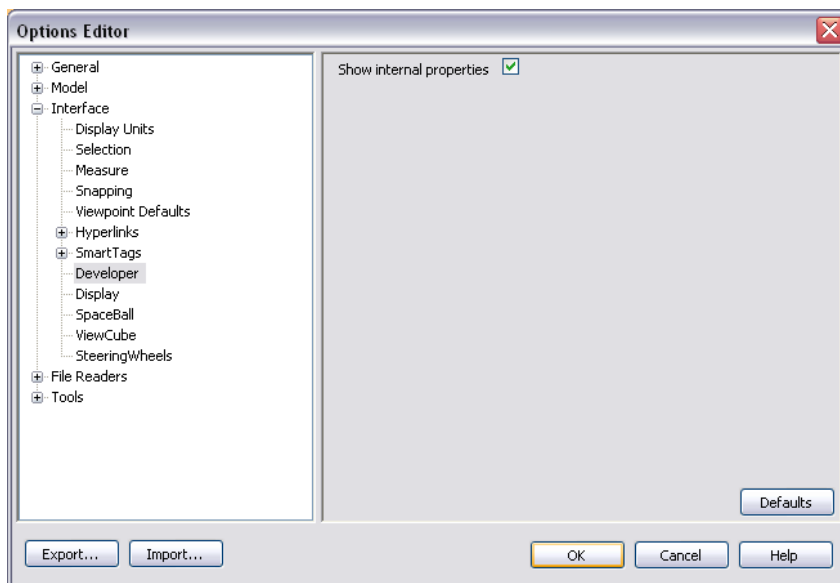 Options Editor
General
Model
Interface
Display Units
Selection
Measure
Snapping
Viewpoint Defaults
Hyperlinks
SmartTags
Developer
Display
SpaceBall
ViewCube
SteeringWheels
File Readers
Tools
Show internal properties
Defaults
Export... Import... OK Cancel Help